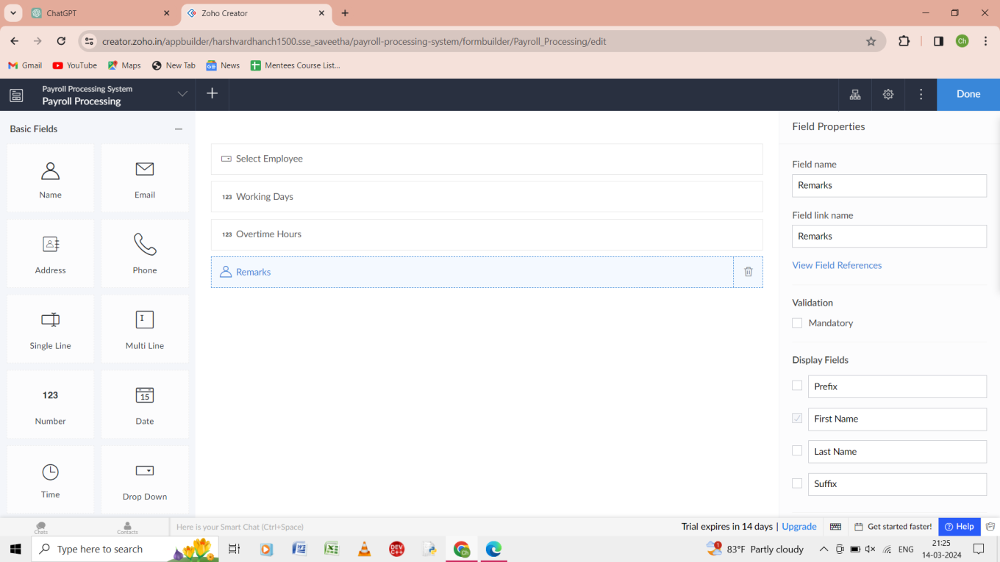 ChatGPT
Zoho Creator
creator.zoho.in/appbuilder/harshvardhanch1500.sse_saveetha/payroll-processing-system/formbuilder/Payroll_Processing/edit
Ch
Gmail
YouTube
Maps
New Tab
News
Mentees Course List...
Payroll Processing System
Payroll Processing
Done
Basic Fields
Name
Email
Address
Phone
Single Line
Multi Line
123
Number
15
Date
Time
Drop Down
Select Employee
123 Working Days
123 Overtime Hours
Remarks
Field Properties
Field name
Remarks
Field link name
Remarks
View Field References
Validation
Mandatory
Display Fields
Prefix
First Name
Last Name
Suffix
Chats
Contacts
Here is your Smart Chat (Ctrl+Space)
Trial expires in 14 days | Upgrade
Get started faster!
Help
Type here to search
DEV C++
Ch
1
83°F Partly cloudy
ENG
21:25
14-03-2024